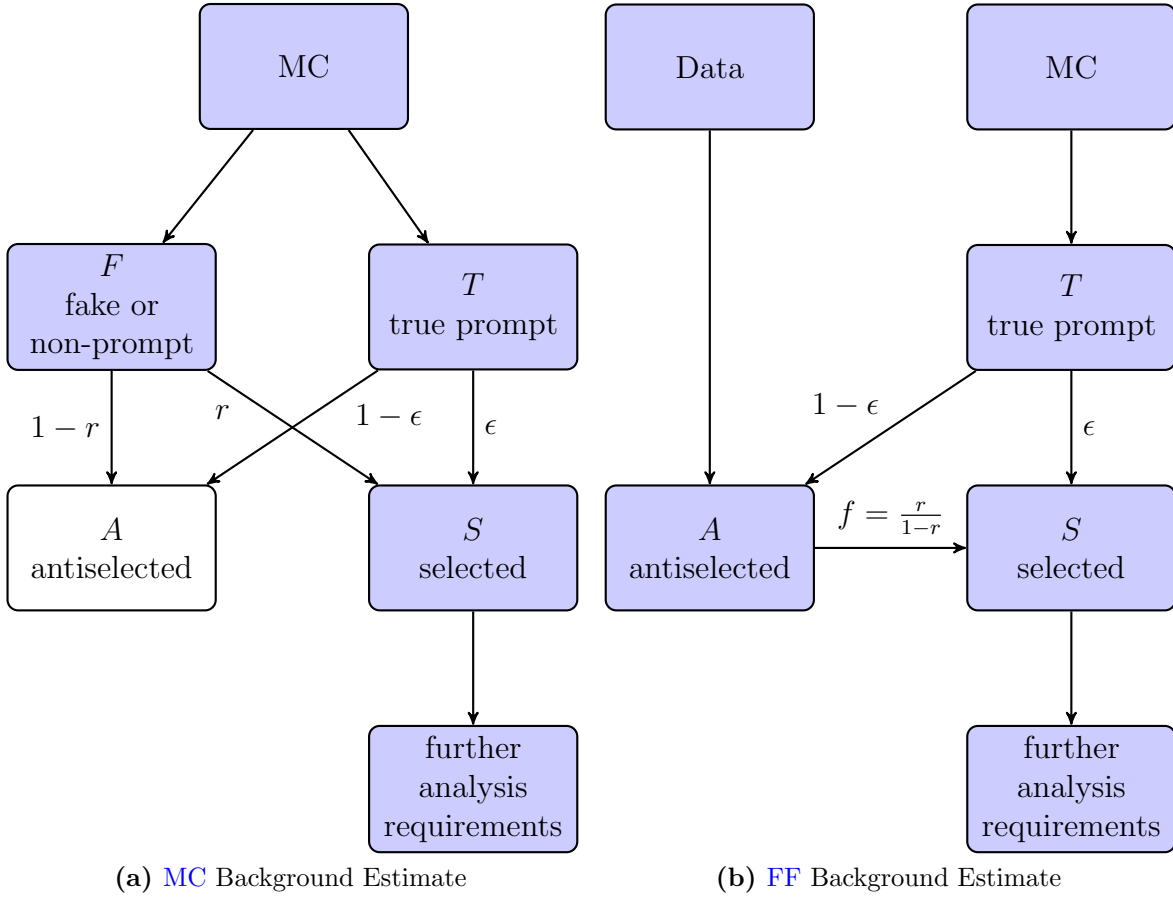 MC
F
fake or
non-prompt
T
true prompt
1 − r
r
1 − ϵ
ϵ
A
antiselected
S
selected
further
analysis
requirements
(a) MC Background Estimate
Data
MC
T
true prompt
1 − ϵ
ϵ
A
antiselected
f = r/1−r
S
selected
further
analysis
requirements
(b) FF Background Estimate